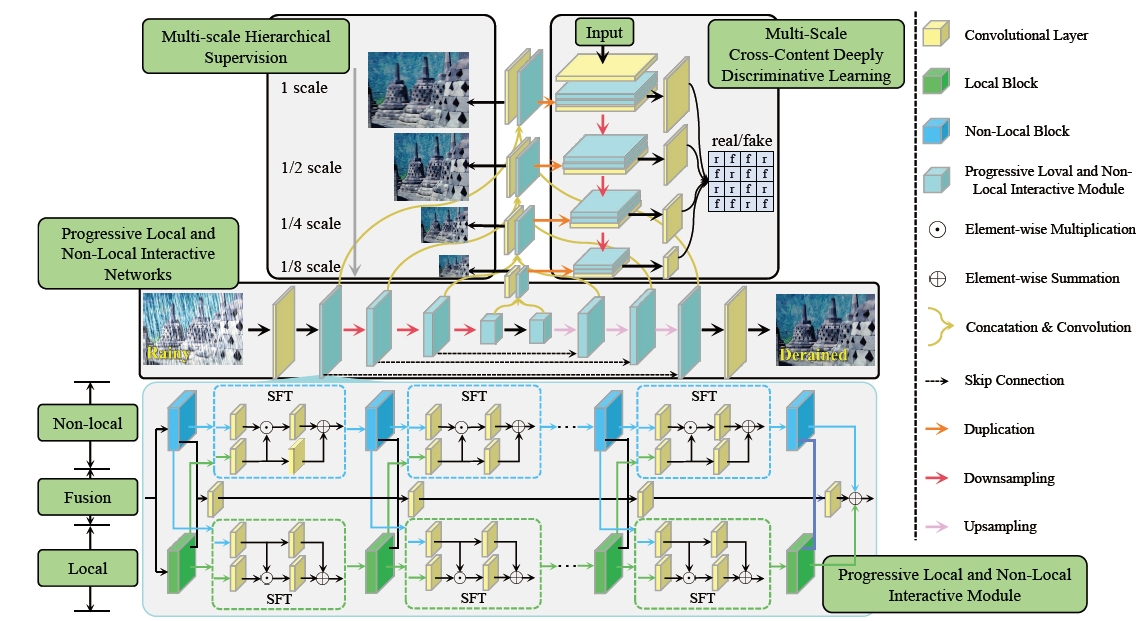 Multi-scale Hierarchical
Supervision
1 scale
1/2 scale
1/4 scale
1/8 scale
Input
Multi-Scale
Cross-Content Deeply
Discriminative Learning
real/fake
r f f r
f r f f
r f r f
f f f r
Progressive Local and
Non-Local Interactive
Networks
Rainy
Derained
Non-local
Fusion
Local
SFT
SFT
SFT
SFT
SFT
SFT
Progressive Local and Non-Local
Interactive Module
Convolutional Layer
Local Block
Non-Local Block
Progressive Loval and Non-
Local Interactive Module
Element-wise Multiplication
Element-wise Summation
Concatation & Convolution
Skip Connection
Duplication
Downsampling
Upsampling